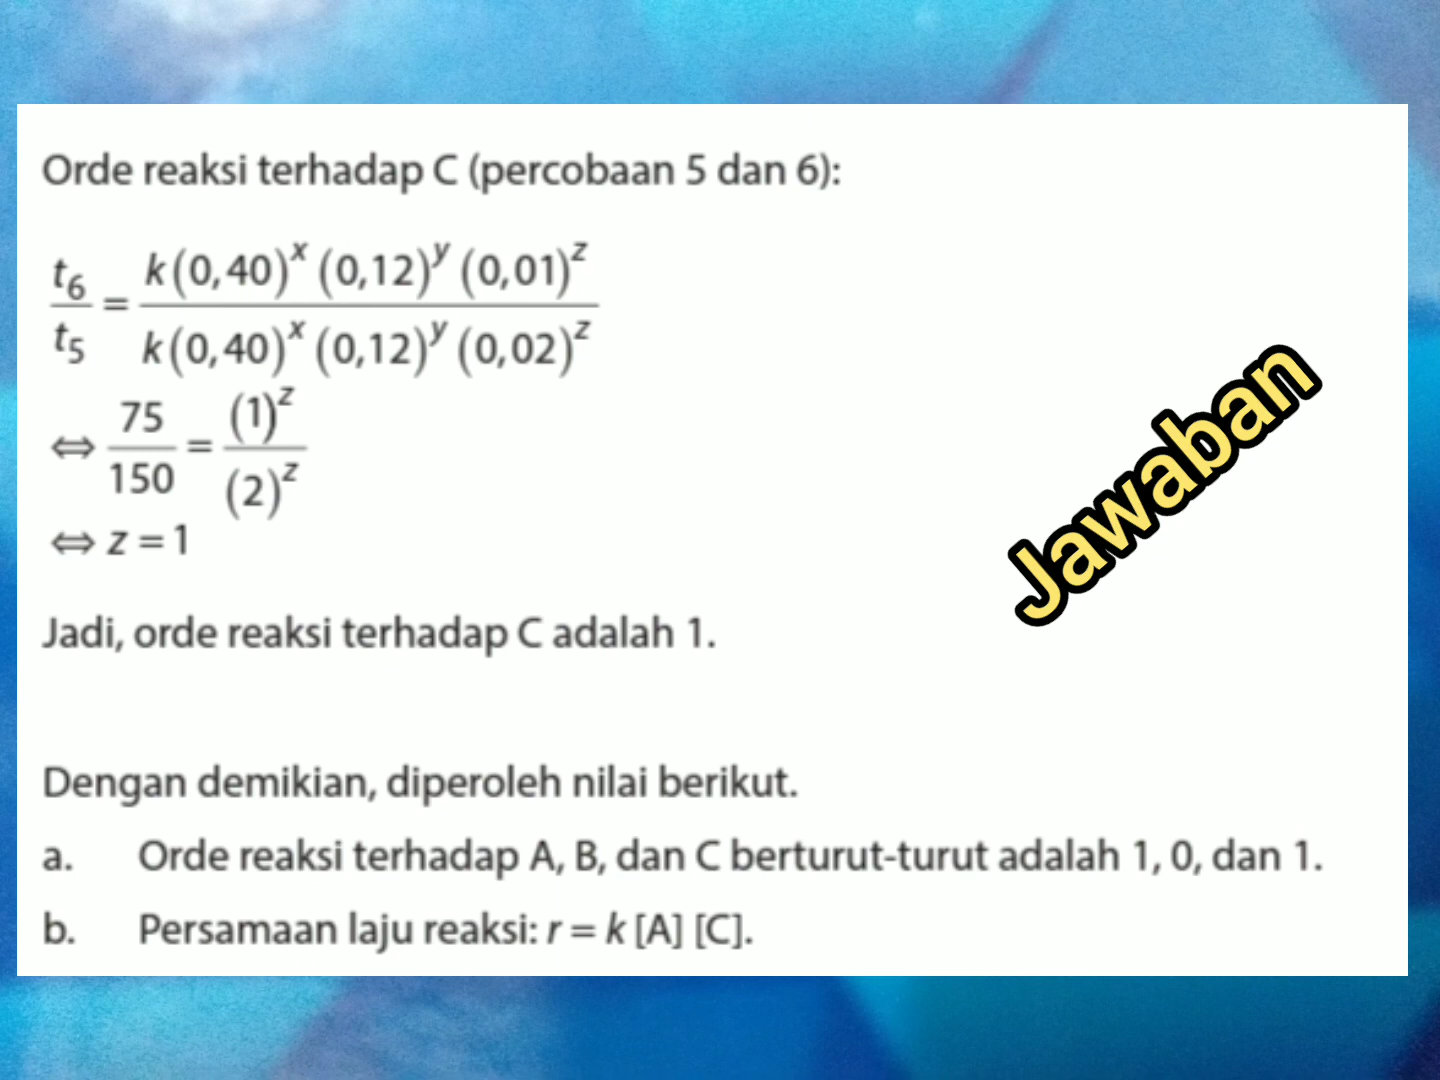 Orde reaksi terhadap C (percobaan 5 dan 6):
t₆/t₅ = k(0,40)ˣ (0,12)ʸ (0,01)ᶻ / k(0,40)ˣ (0,12)ʸ (0,02)ᶻ
⇔ 75/150 = (1)ᶻ/(2)ᶻ
⇔ z = 1
Jawaban
Jadi, orde reaksi terhadap C adalah 1.
Dengan demikian, diperoleh nilai berikut.
a. Orde reaksi terhadap A, B, dan C berturut-turut adalah 1, 0, dan 1.
b. Persamaan laju reaksi: r = k [A] [C].